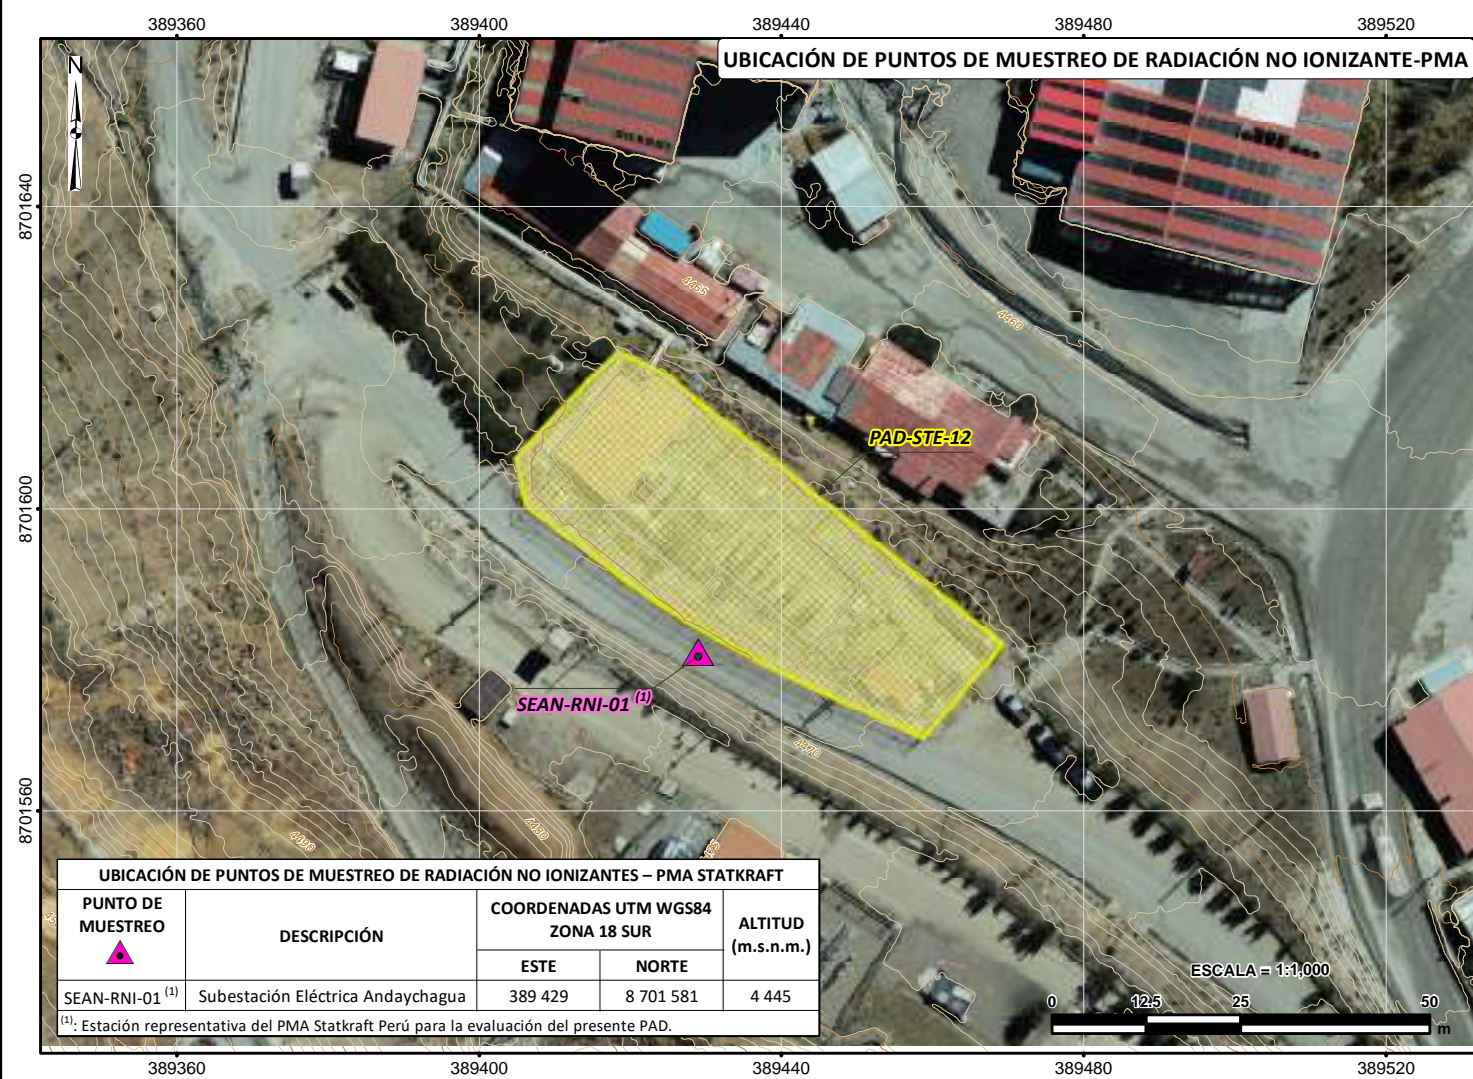 389360 389400 389440 389480 389520
UBICACIÓN DE PUNTOS DE MUESTREO DE RADIACIÓN NO IONIZANTE-PMA
N
8701640
8701600
8701560
4465
4460
PAD-STE-12
SEAN-RNI-01 (1)
4470
4480
4490
UBICACIÓN DE PUNTOS DE MUESTREO DE RADIACIÓN NO IONIZANTES – PMA STATKRAFT
PUNTO DE
MUESTREO
DESCRIPCIÓN
COORDENADAS UTM WGS84
ZONA 18 SUR
ESTE NORTE
ALTITUD
(m.s.n.m.)
SEAN-RNI-01 (1) Subestación Eléctrica Andaychagua 389 429 8 701 581 4 445
(1): Estación representativa del PMA Statkraft Perú para la evaluación del presente PAD.
ESCALA = 1:1,000
0 12.5 25 50
m
389360 389400 389440 389480 389520